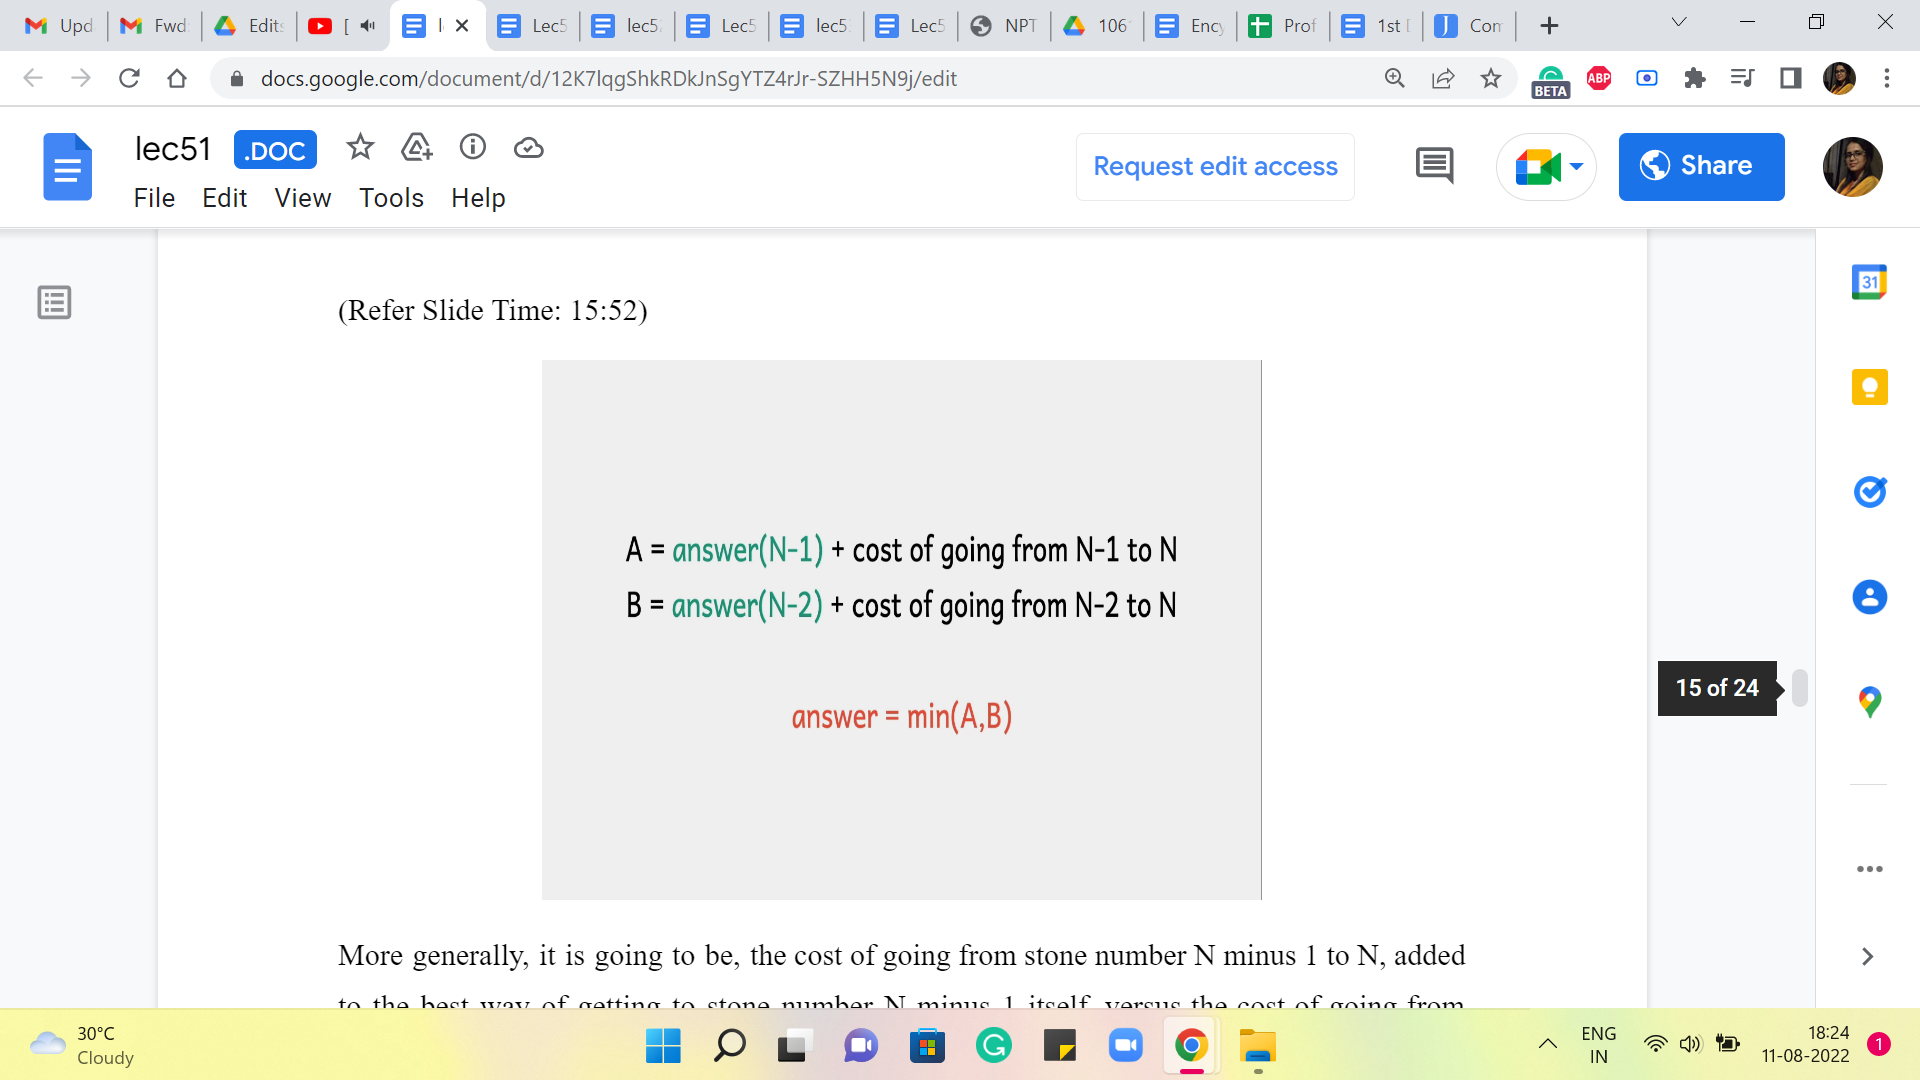 Upd
Fwd
Edits
[
l
Lec5
lec5
Lec5
lec5
Lec5
NPT
106
Ency
Prof
1st
Com
docs.google.com/document/d/12K7lqgShkRDkJnSgYTZ4rJr-SZHH5N9j/edit
BETA
ABP
lec51 .DOC
File Edit View Tools Help
Request edit access
Share
31
(Refer Slide Time: 15:52)
A = answer(N-1) + cost of going from N-1 to N
B = answer(N-2) + cost of going from N-2 to N
answer = min(A,B)
15 of 24
More generally, it is going to be, the cost of going from stone number N minus 1 to N, added
to the best way of getting to stone number N minus 1 itself, versus the cost of going from
30°C
Cloudy
ENG
IN
18:24
11-08-2022
1